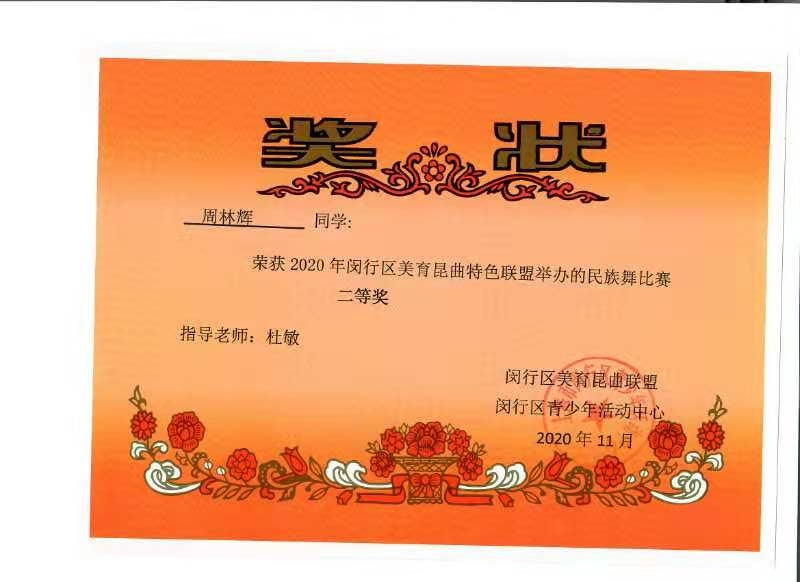 奖 状
周林辉 同学:
荣获 2020 年闵行区美育昆曲特色联盟举办的民族舞比赛
二等奖
指导老师：杜敏
闵行区美育昆曲联盟
闵行区青少年活动中心
2020 年 11 月